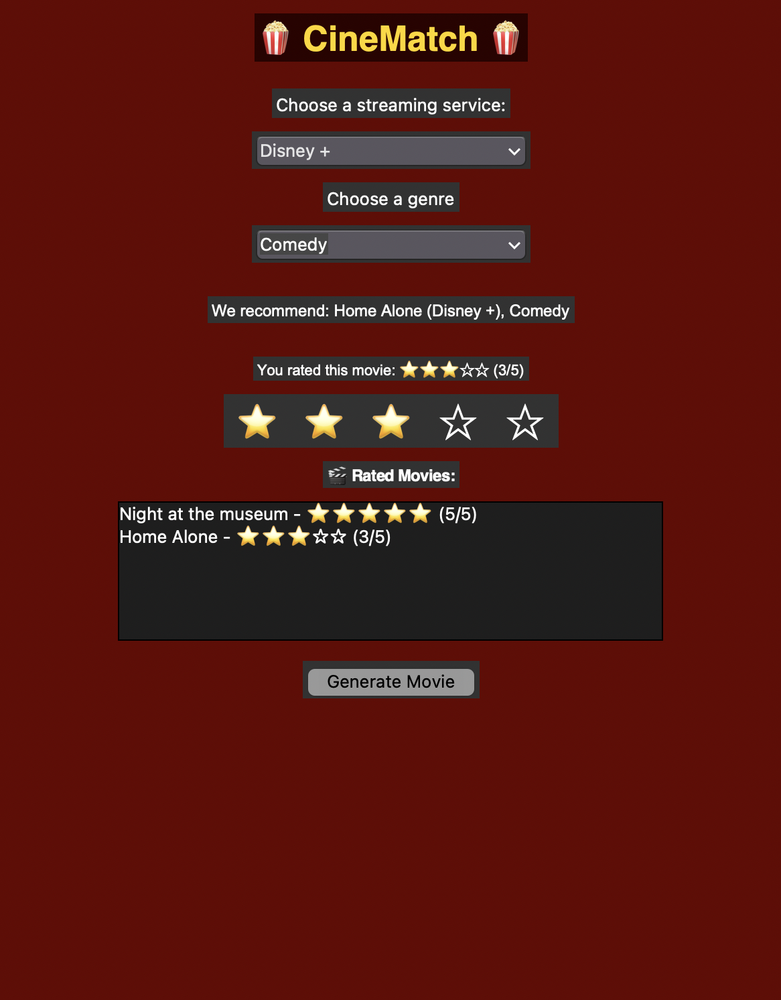 🍿 CineMatch 🍿
Choose a streaming service:
Disney +
Choose a genre
Comedy
We recommend: Home Alone (Disney +), Comedy
You rated this movie: ⭐⭐⭐☆☆ (3/5)
⭐ ⭐ ⭐ ☆ ☆
🎬 Rated Movies:
Night at the museum - ⭐⭐⭐⭐⭐ (5/5)
Home Alone - ⭐⭐⭐☆☆ (3/5)
Generate Movie